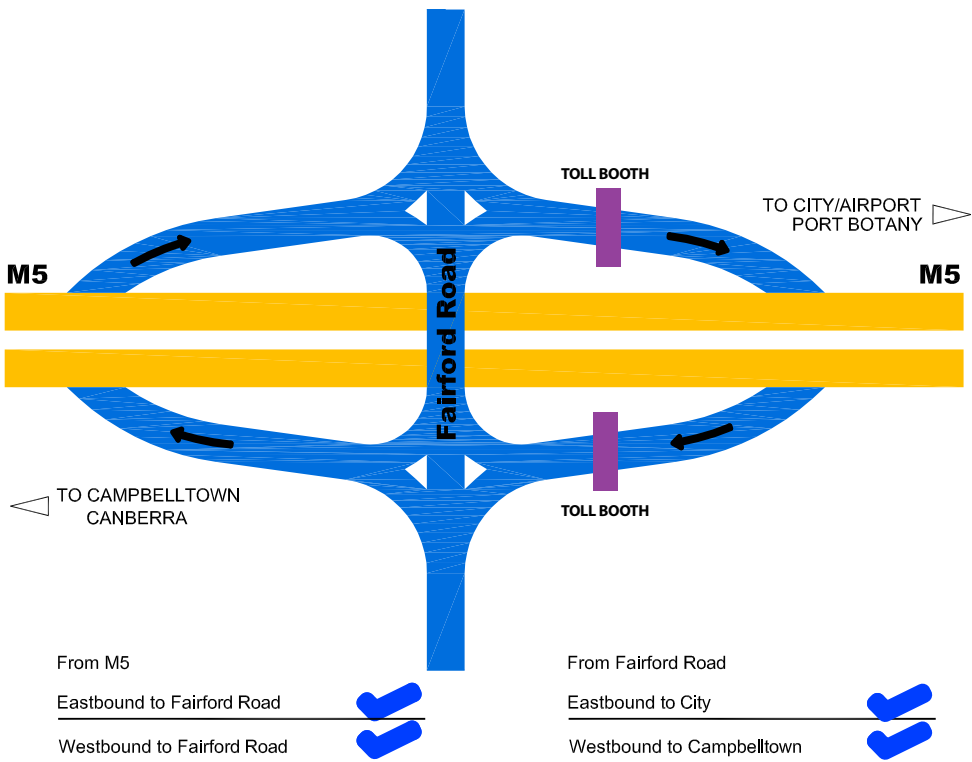 TOLL BOOTH
TO CITY/AIRPORT
PORT BOTANY
M5
M5
Fairford Road
TO CAMPBELLTOWN
CANBERRA
TOLL BOOTH
From M5
Eastbound to Fairford Road
Westbound to Fairford Road
From Fairford Road
Eastbound to City
Westbound to Campbelltown